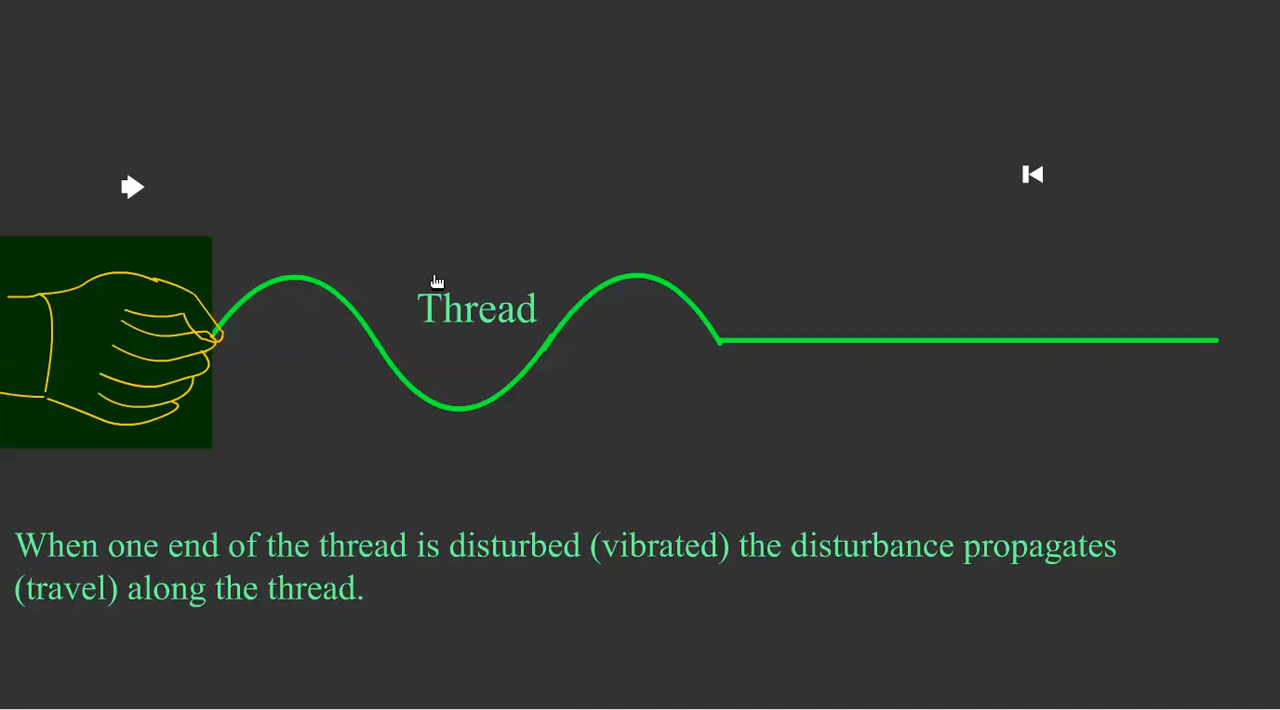 Thread
When one end of the thread is disturbed (vibrated) the disturbance propagates
(travel) along the thread.